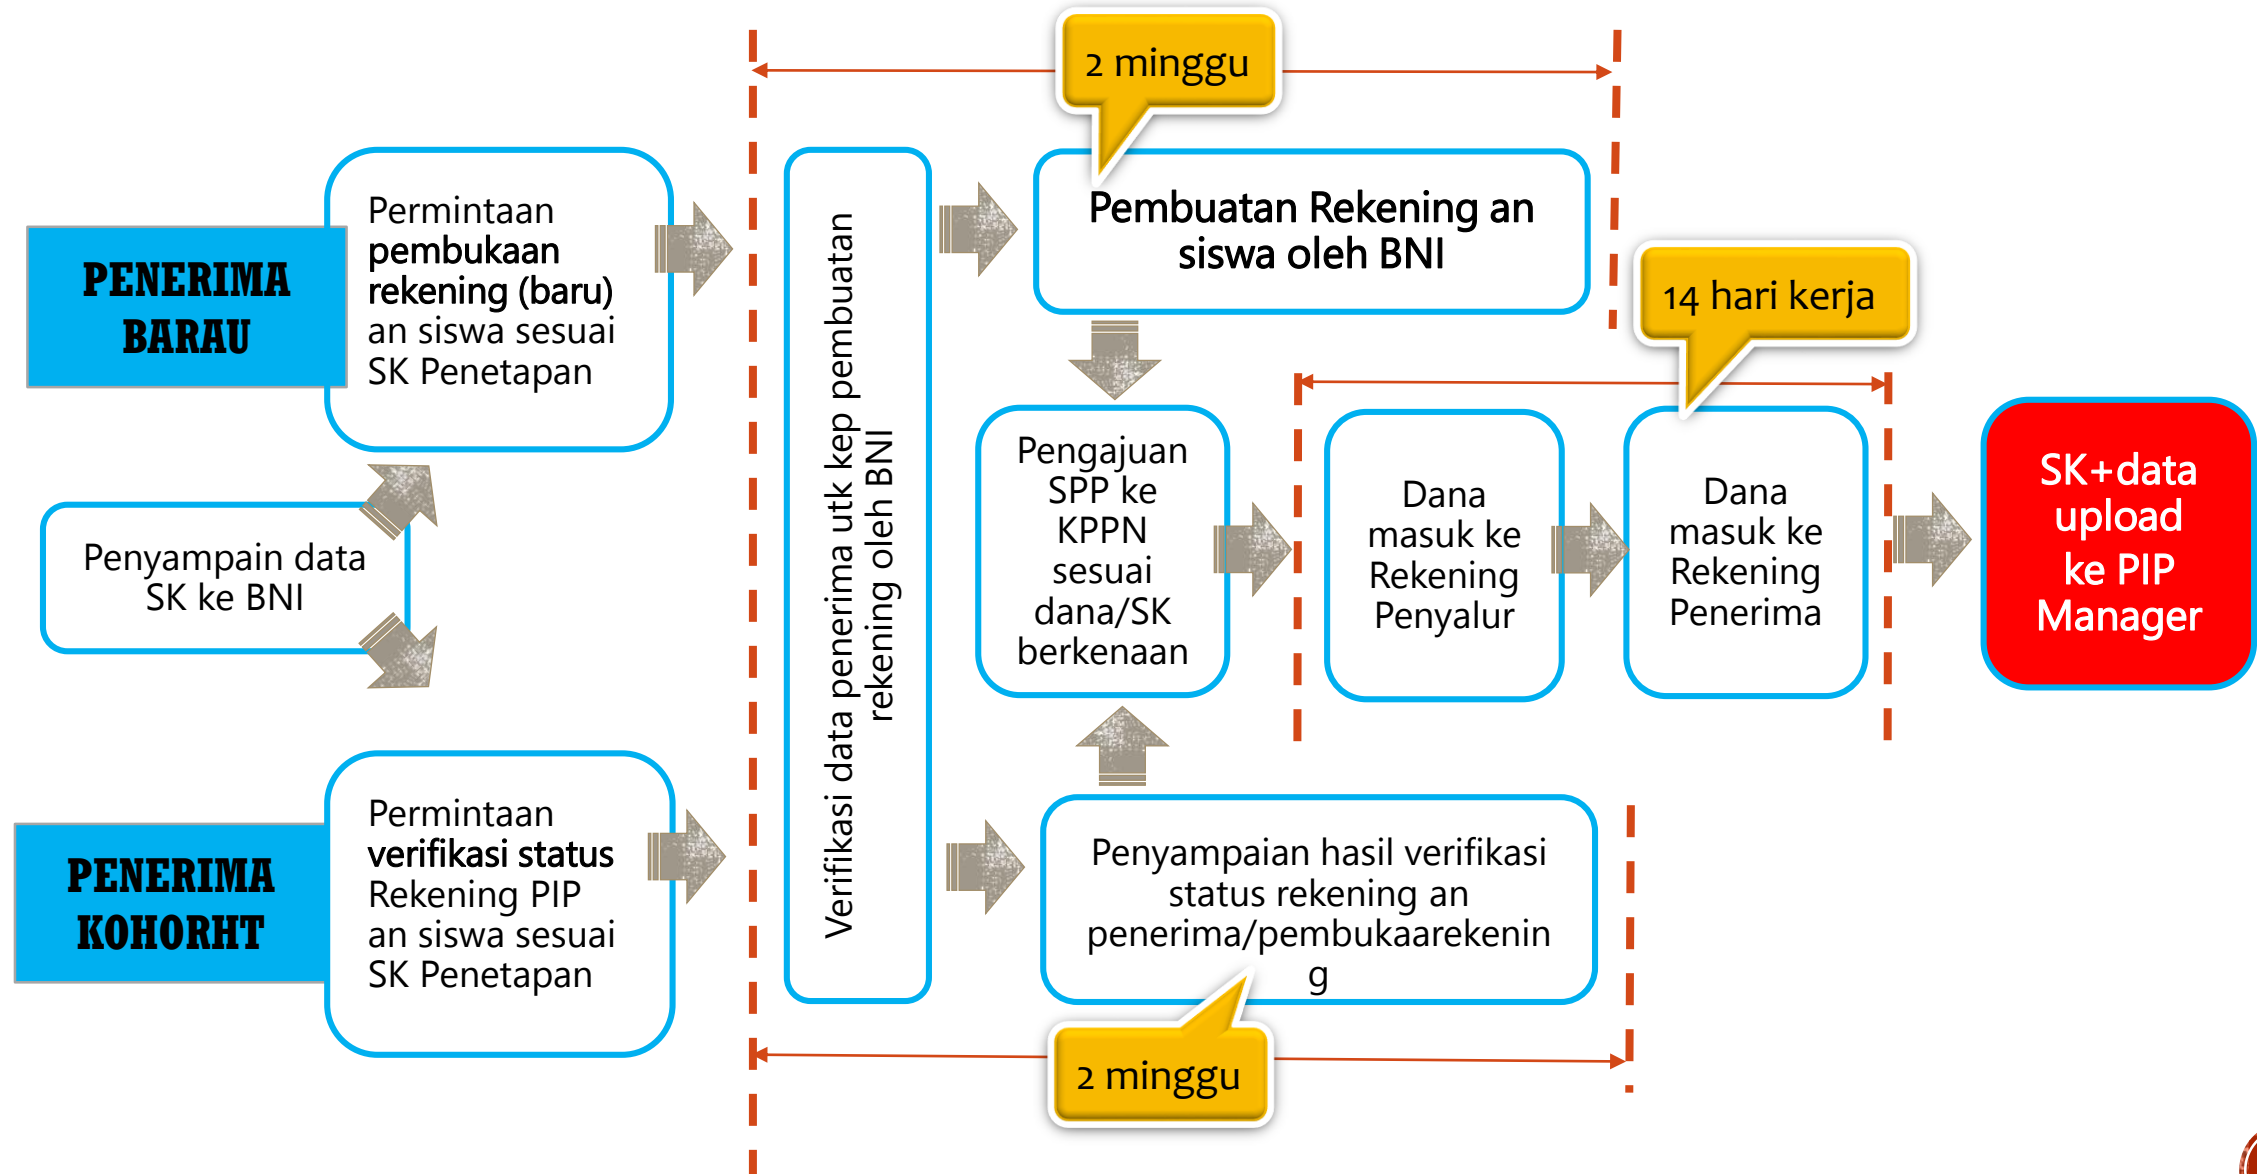 2 minggu
PENERIMA
BARAU
Permintaan
pembukaan
rekening (baru)
an siswa sesuai
SK Penetapan
Penyampain data
SK ke BNI
PENERIMA
KOHORHT
Permintaan
verifikasi status
Rekening PIP
an siswa sesuai
SK Penetapan
Verifikasi data penerima utk kep pembuatan
rekening oleh BNI
Pembuatan Rekening an
siswa oleh BNI
14 hari kerja
Pengajuan
SPP ke
KPPN
sesuai
dana/SK
berkenaan
Dana
masuk ke
Rekening
Penyalur
Dana
masuk ke
Rekening
Penerima
SK+data
upload
ke PIP
Manager
Penyampaian hasil verifikasi
status rekening an
penerima/pembukaarekenin
g
2 minggu